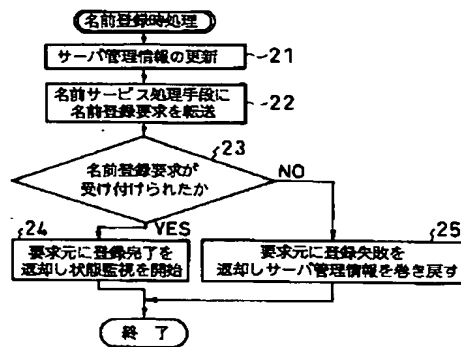 名前登録時処理
サーバ管理情報の更新
21
名前サービス処理手段に
名前登録要求を転送
22
23
名前登録要求が
受け付けられたか
NO
YES
24
要求元に登録完了を
返却し状態監視を開始
25
要求元に登録失敗を
返却しサーバ管理情報を巻き戻す
終 了